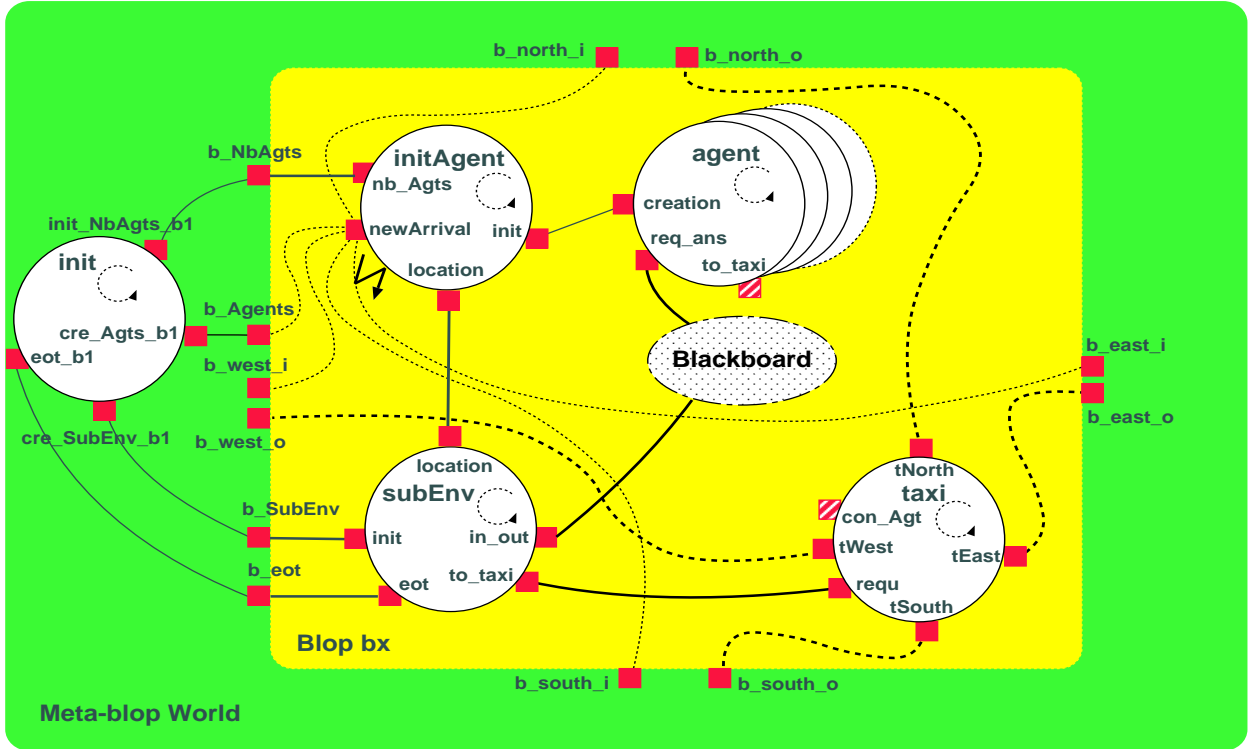 b_north_i
b_north_o
b_NbAgts
initAgent
nb_Agts
newArrival
init
location
agent
creation
req_ans
to_taxi
init_NbAgts_b1
init
cre_Agts_b1
eot_b1
cre_SubEnv_b1
b_Agents
b_west_i
b_west_o
Blackboard
b_east_i
b_east_o
location
subEnv
init
in_out
to_taxi
eot
b_SubEnv
b_eot
tNorth
taxi
con_Agt
tWest
tEast
requ
tSouth
Blop bx
b_south_i
b_south_o
Meta-blop World